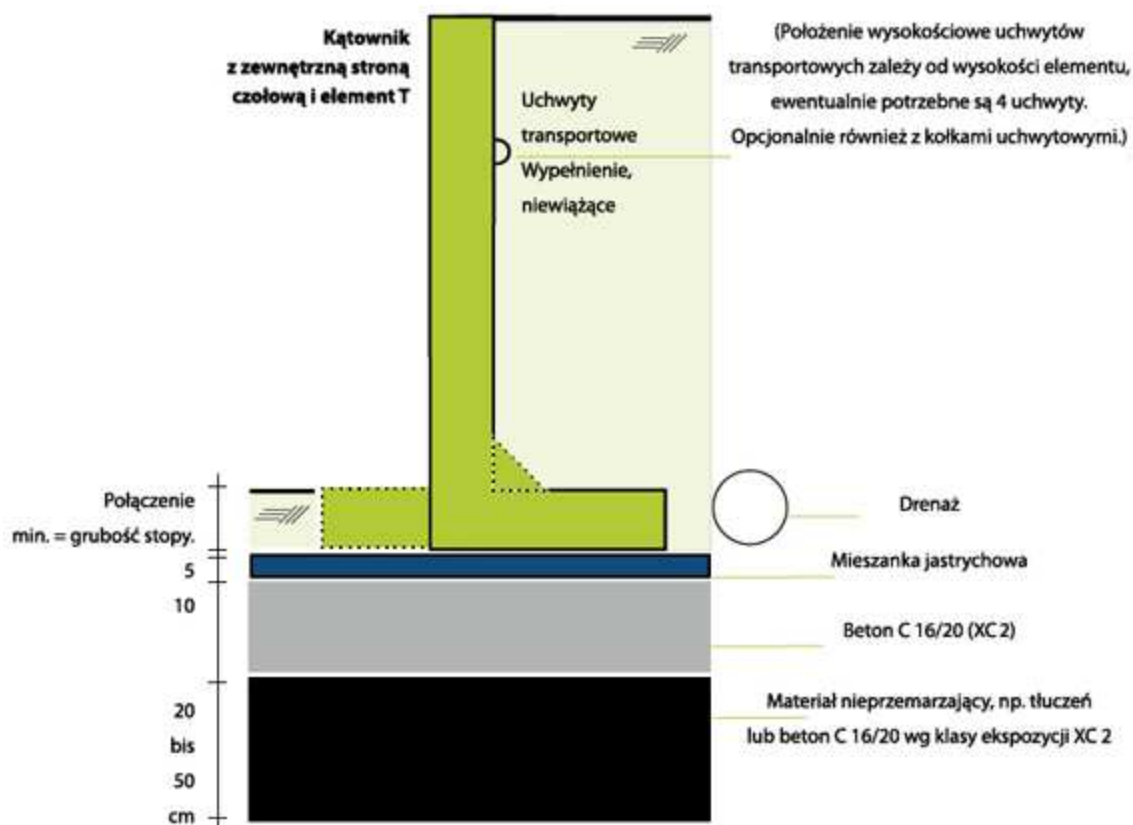 Kątownik
z zewnętrzną stroną
czołową i element T
Uchwyty
transportowe
Wypełnienie,
niewiążące
(Położenie wysokościowe uchwytów
transportowych zależy od wysokości elementu,
ewentualnie potrzebne są 4 uchwyty.
Opcjonalnie również z kołkami uchwytowymi.)
Połączenie
min. = grubość stopy.
5
10
20
bis
50
cm
Drenaż
Mieszanka jastrychowa
Beton C 16/20 (XC 2)
Materiał nieprzemarzający, np. tłuczeń
lub beton C 16/20 wg klasy ekspozycji XC 2